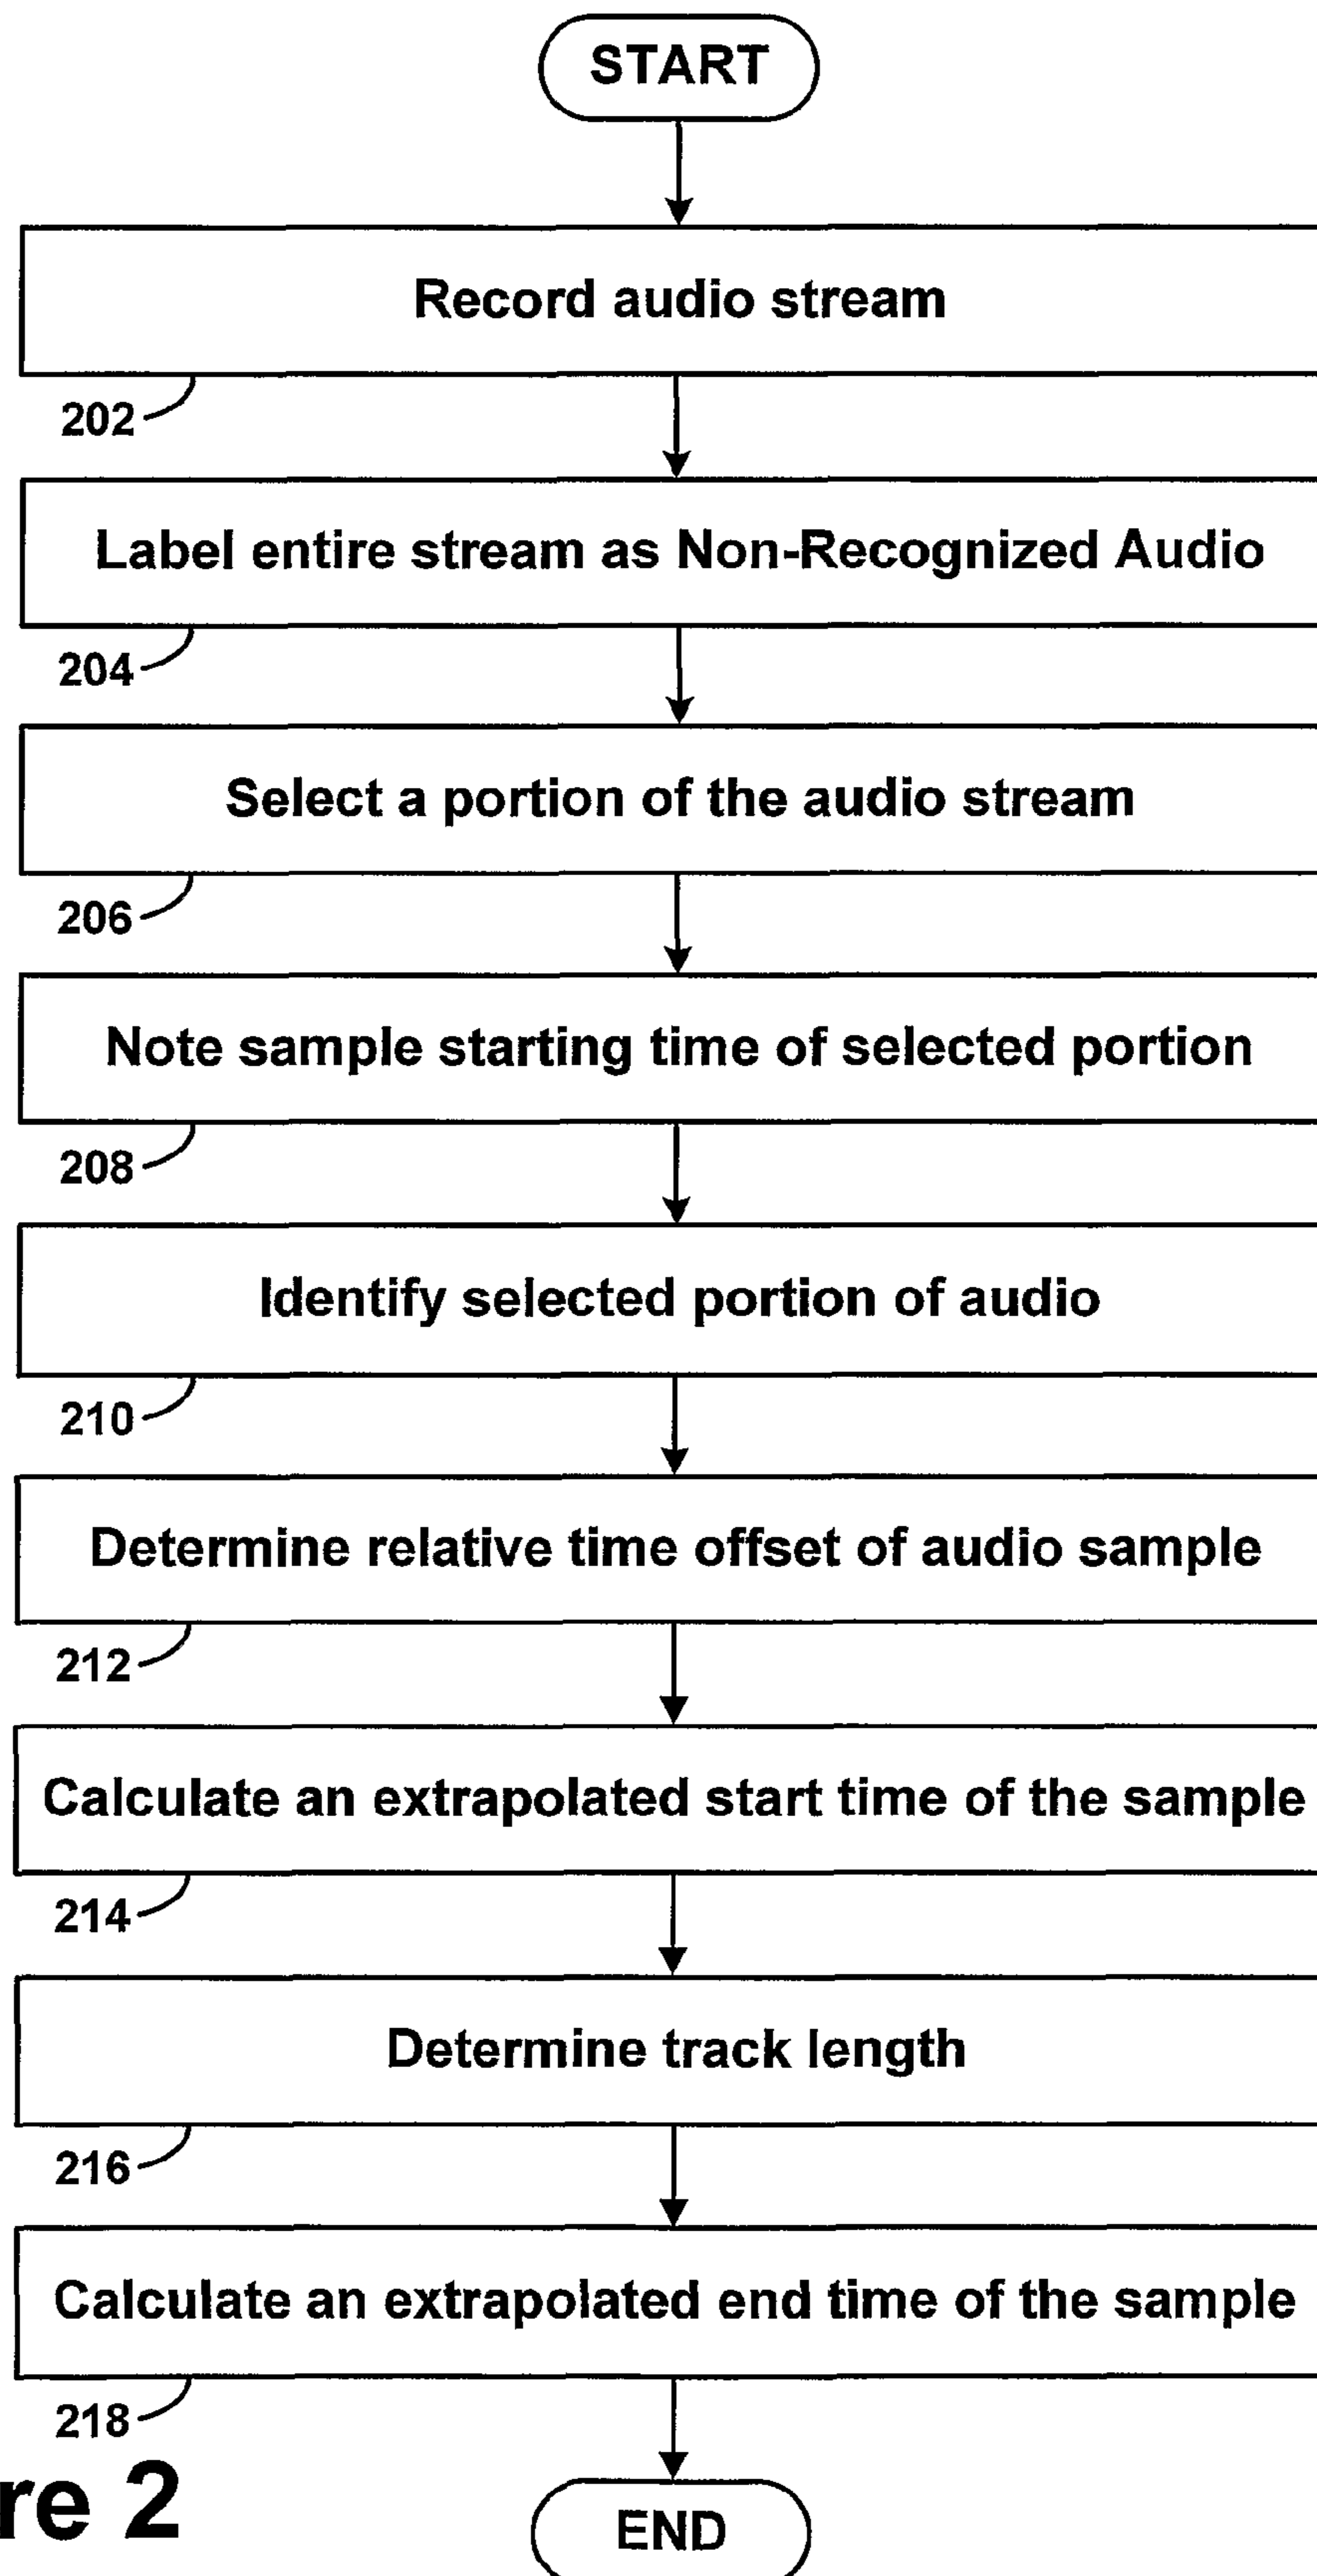 START
Record audio stream
202
Label entire stream as Non-Recognized Audio
204
Select a portion of the audio stream
206
Note sample starting time of selected portion
208
Identify selected portion of audio
210
Determine relative time offset of audio sample
212
Calculate an extrapolated start time of the sample
214
Determine track length
216
Calculate an extrapolated end time of the sample
218
re 2
END